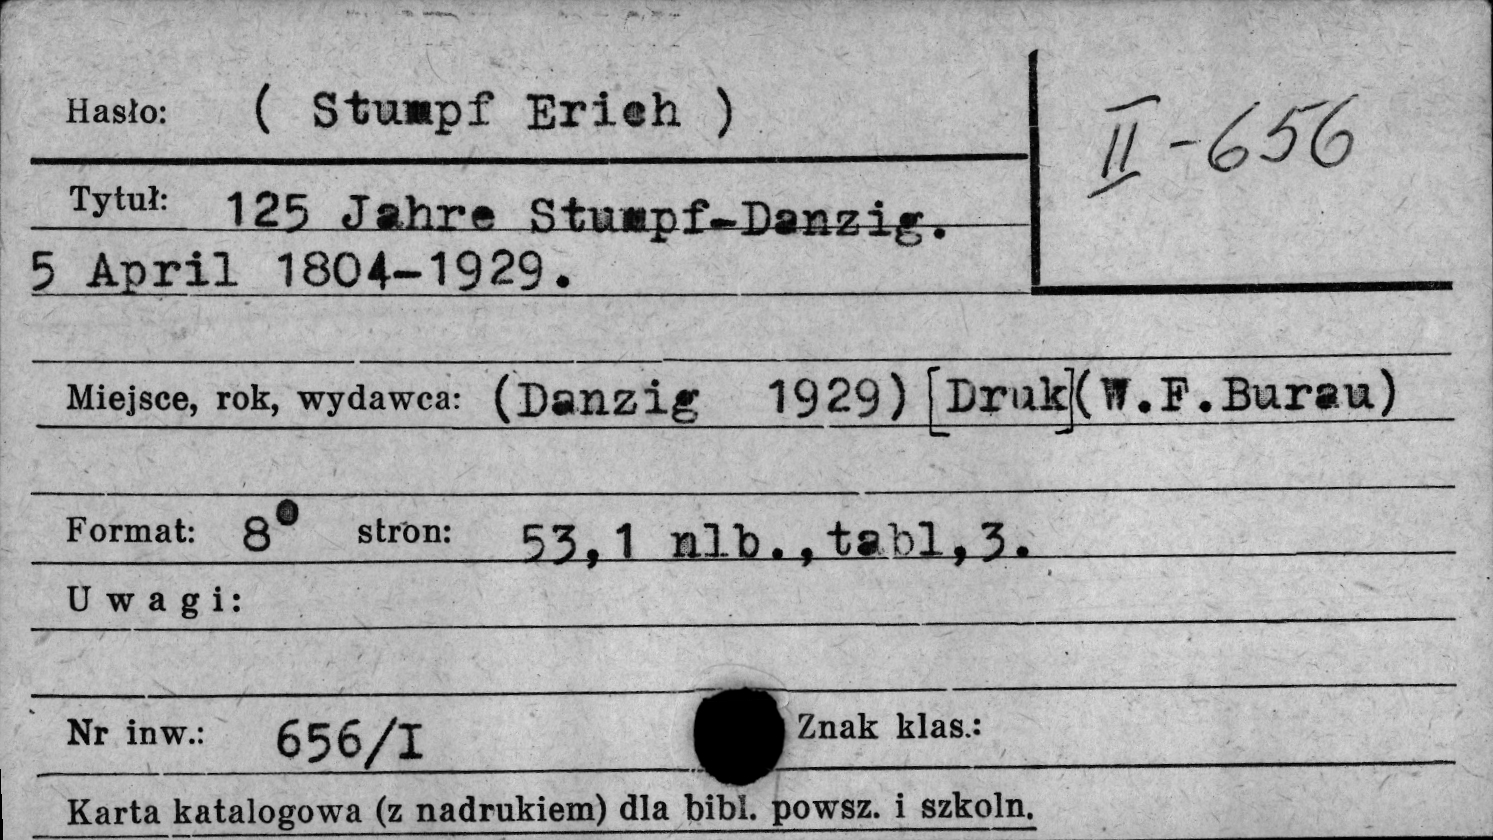 Hasło: ( Stumpf Erich )
II-656
Tytuł: 125 Jahre Stumpf-Danzig.
5 April 1804-1929.
Miejsce, rok, wydawca: (Danzig 1929) [Druk] (W.F.Burau)
Format: 8° stron: 53,1 nlb.,tabl,3.
Uwagi:
Nr inw.: 656/I Znak klas.:
Karta katalogowa (z nadrukiem) dla bibl. powsz. i szkoln.